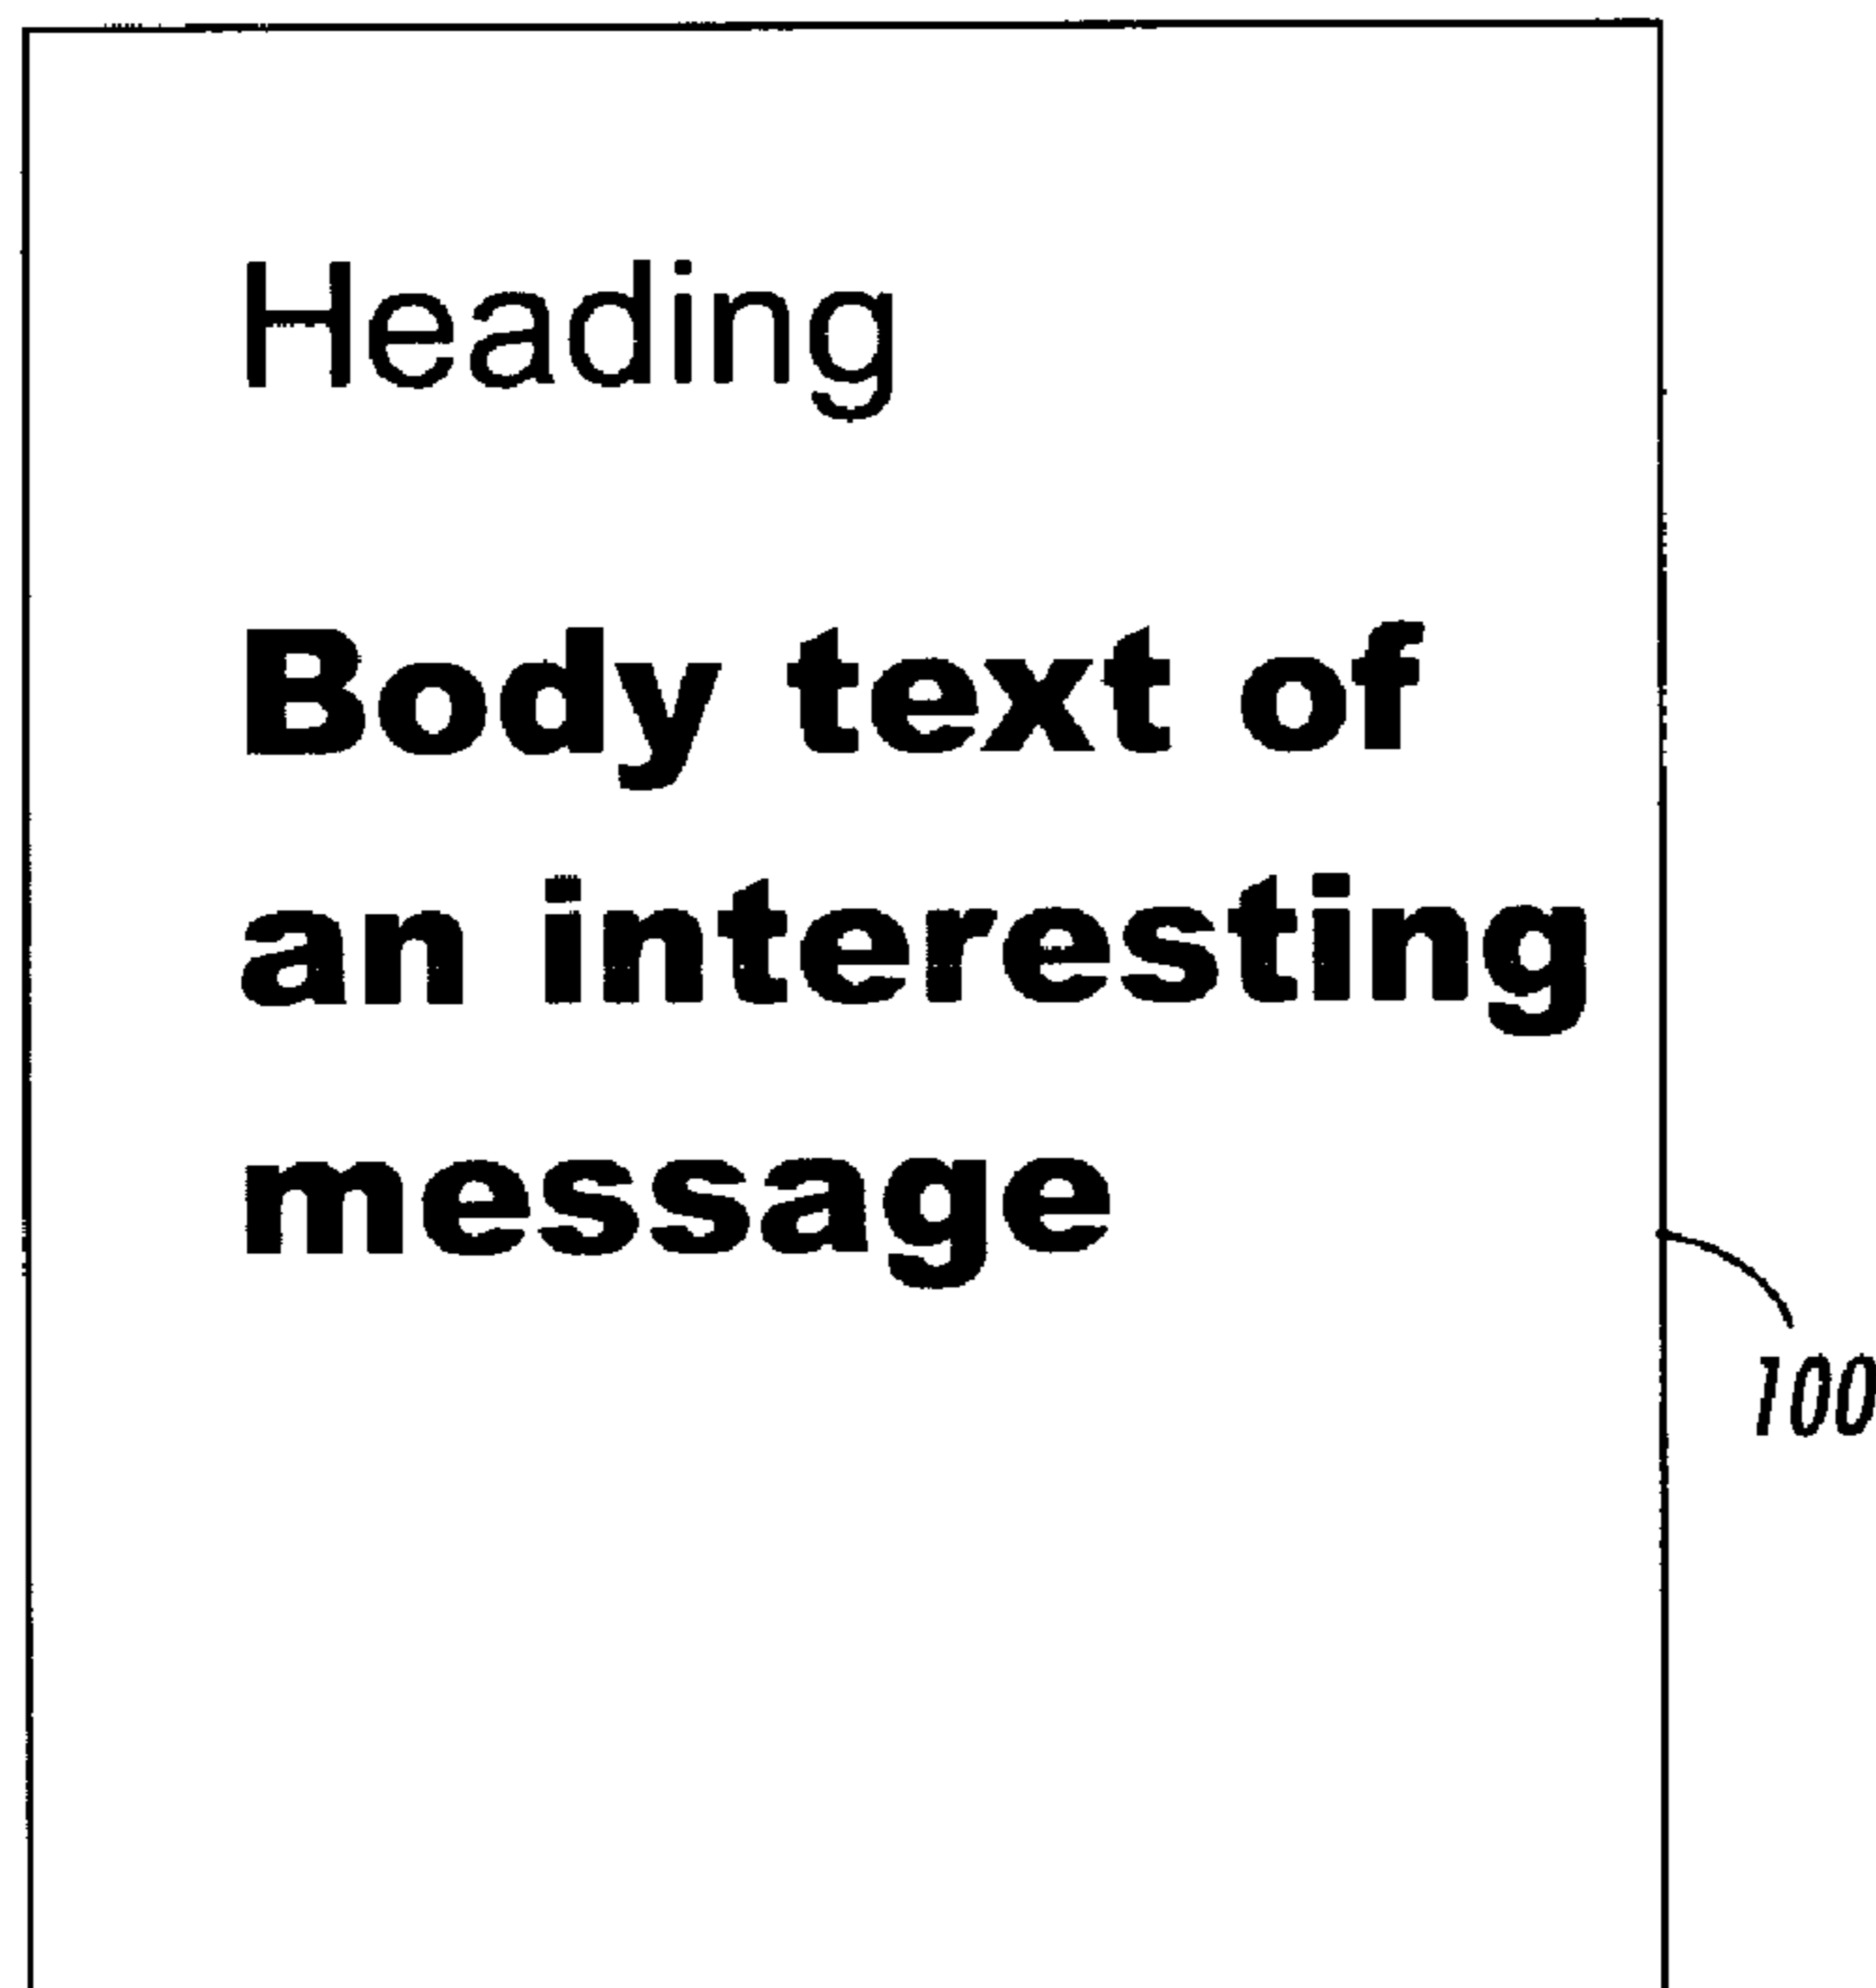 Heading
Body text of
an interesting
message
100